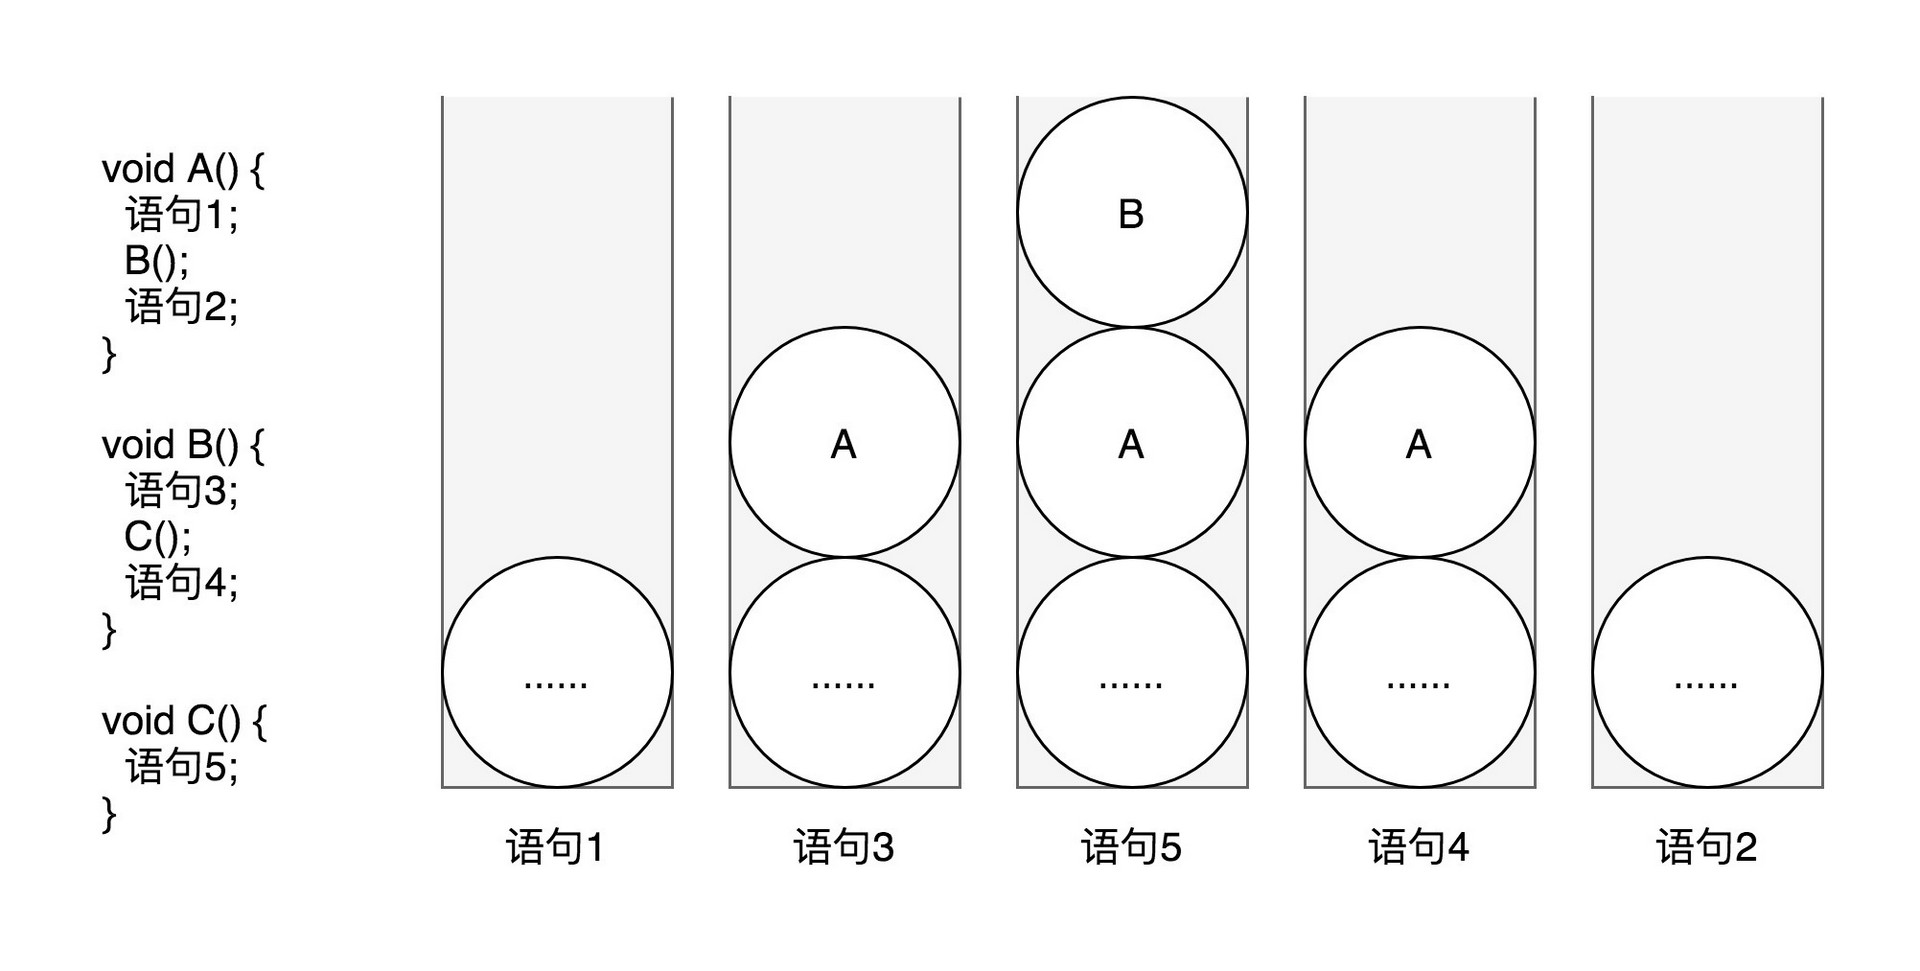 void A() {
语句1;
B();
语句2;
}
void B() {
语句3;
C();
语句4;
}
void C() {
语句5;
}
B
A
A
A
......
......
......
......
......
语句1
语句3
语句5
语句4
语句2